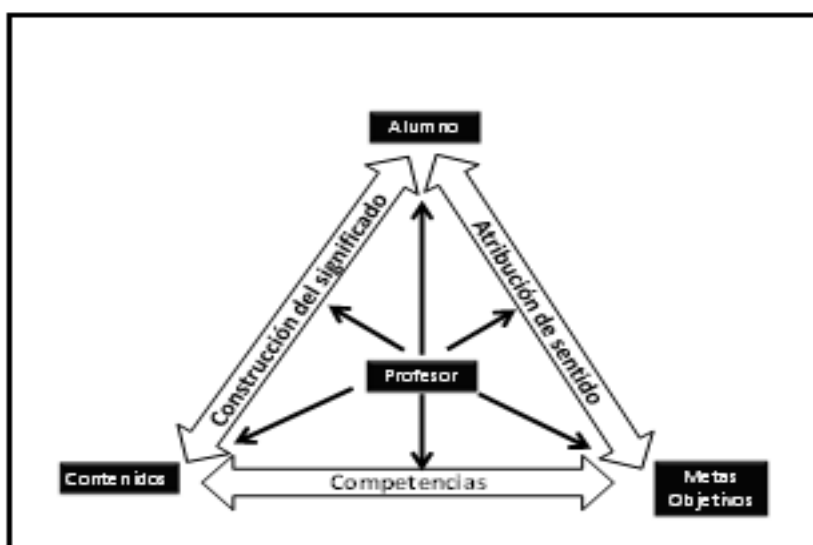 Alumno
Construcción del significado
Atribución de sentido
Profesor
Contenidos
Competencias
Metas
Objetivos